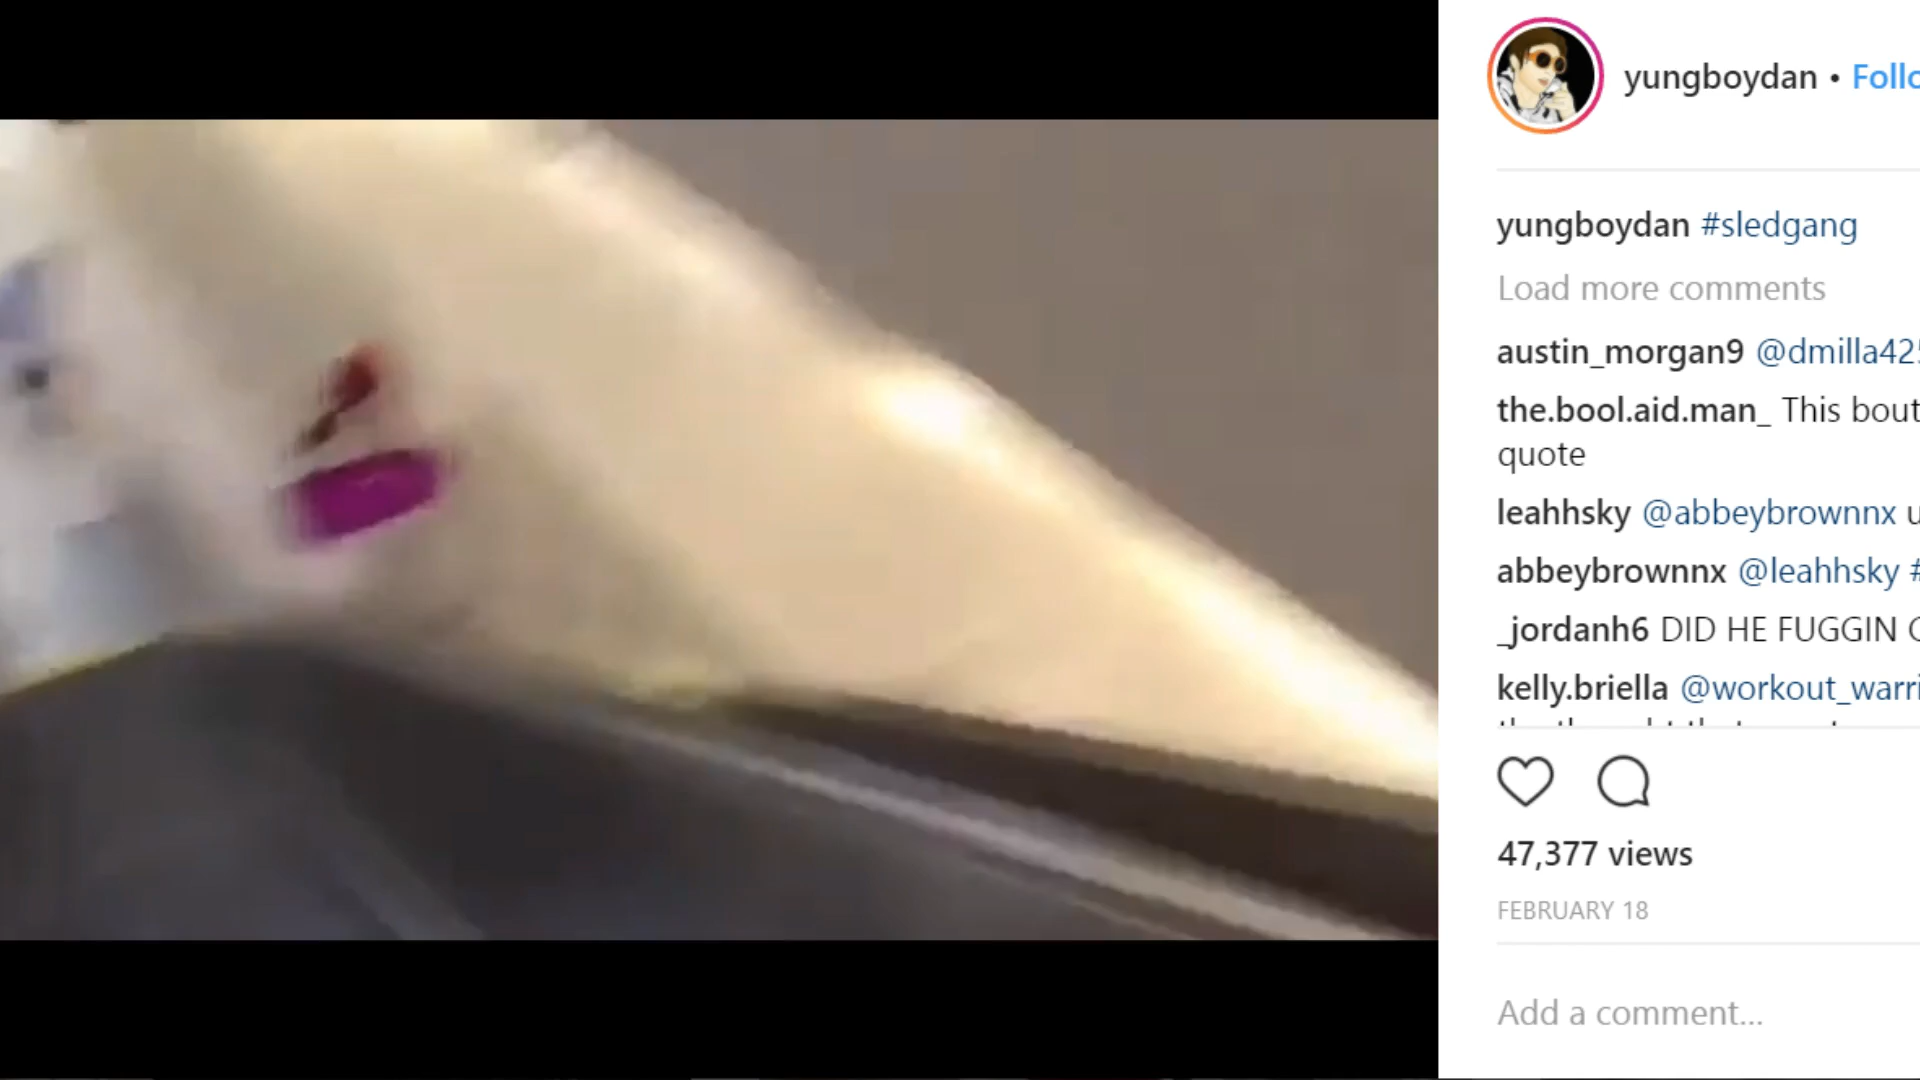 yungboydan • Follo
yungboydan #sledgang
Load more comments
austin_morgan9 @dmilla425
the.bool.aid.man_ This bout
quote
leahhsky @abbeybrownnx u
abbeybrownnx @leahhsky #
_jordanh6 DID HE FUGGIN
kelly.briella @workout_warri
47,377 views
FEBRUARY 18
Add a comment...